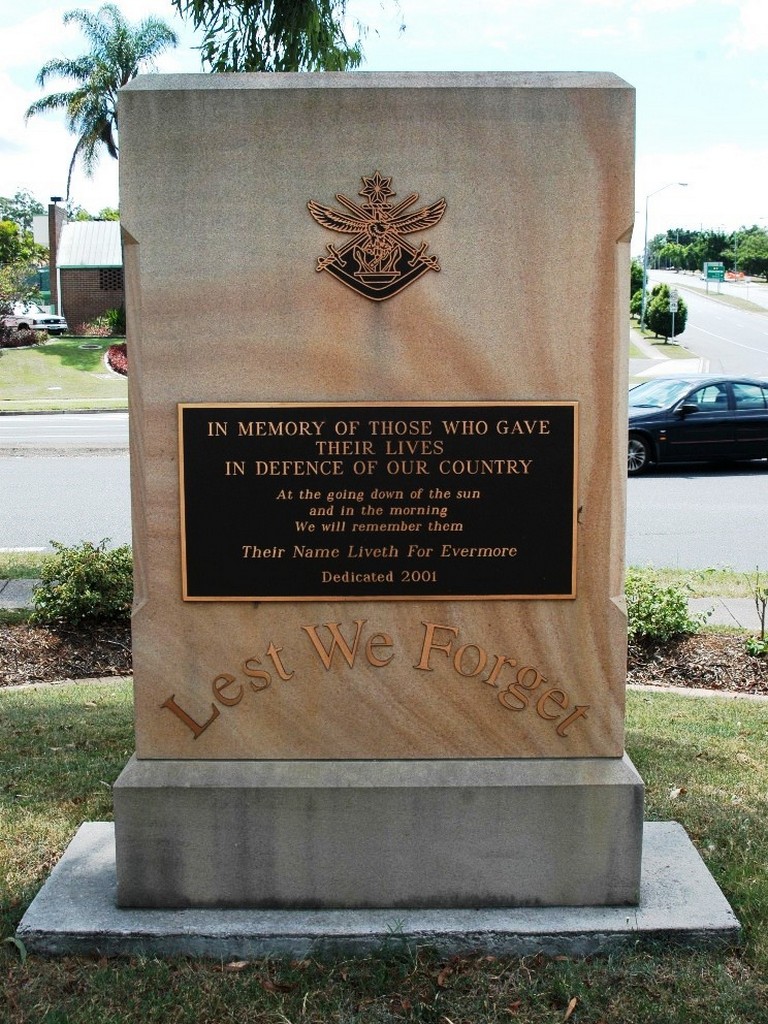 IN MEMORY OF THOSE WHO GAVE
THEIR LIVES
IN DEFENCE OF OUR COUNTRY
At the going down of the sun
and in the morning
We will remember them
Their Name Liveth For Evermore
Dedicated 2001
Lest We Forget